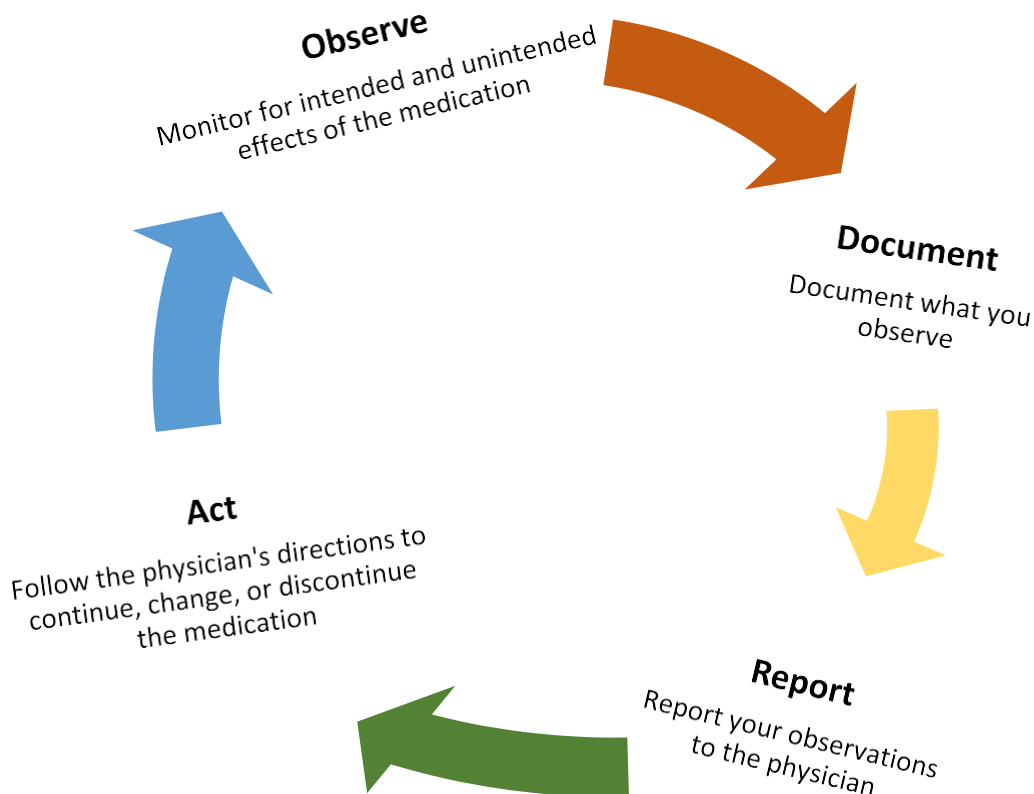 Observe
Monitor for intended and unintended
effects of the medication
Document
Document what you
observe
Report
Report your observations
to the physician
Act
Follow the physician's directions to
continue, change, or discontinue
the medication